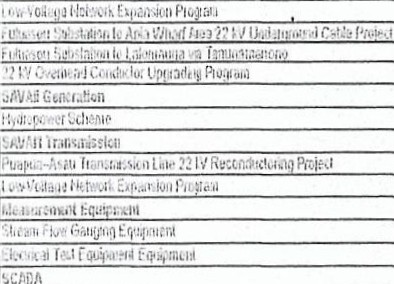 Low-Voltage Network Expansion Program
Fuluasou Substation to Apia Wharf Area 22 kV Underground Cable Project
Fuluasou Substation to Lalomauga via Tanumamanono
22 kV Overhead Conductor Upgrading Program
SAVAII Generation
Hydropower Scheme
SAVAII Transmission
Puapua–Asau Transmission Line 22 kV Reconductoring Project
Low-Voltage Network Expansion Program
Measurement Equipment
Stream Flow Gauging Equipment
Electrical Test Equipment Equipment
SCADA